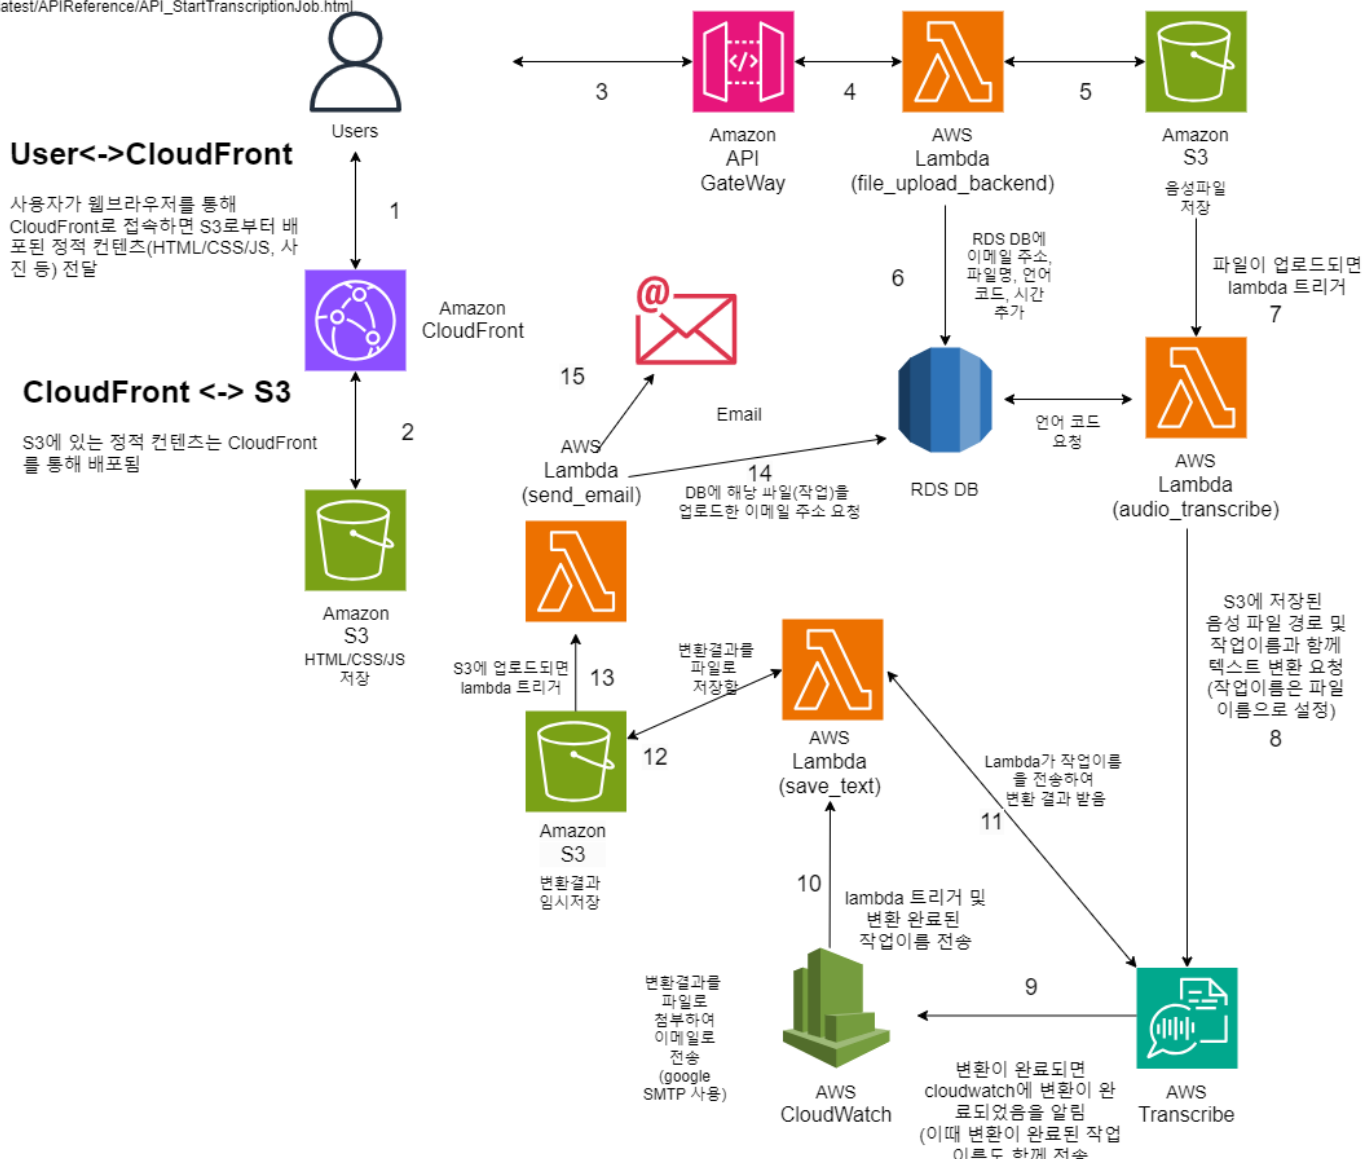 atest/APIReference/API_StartTranscriptionJob.html
Users
User<->CloudFront
사용자가 웹브라우저를 통해
CloudFront로 접속하면 S3로부터 배
포된 정적 컨텐츠(HTML/CSS/JS, 사
진 등) 전달
1
Amazon
CloudFront
CloudFront <-> S3
S3에 있는 정적 컨텐츠는 CloudFront
를 통해 배포됨
2
Amazon
S3
HTML/CSS/JS
저장
3
Amazon
API
GateWay
4
AWS
Lambda
(file_upload_backend)
5
Amazon
S3
음성파일
저장
6
RDS DB에
이메일 주소,
파일명, 언어
코드, 시간
추가
파일이 업로드되면
lambda 트리거
7
RDS DB
언어 코드
요청
AWS
Lambda
(audio_transcribe)
S3에 저장된
음성 파일 경로 및
작업이름과 함께
텍스트 변환 요청
(작업이름은 파일
이름으로 설정)
8
AWS
Transcribe
9
변환이 완료되면
cloudwatch에 변환이 완
료되었음을 알림
(이때 변환이 완료된 작업
이름도 함께 전송
AWS
CloudWatch
10
lambda 트리거 및
변환 완료된
작업이름 전송
AWS
Lambda
(save_text)
Lambda가 작업이름
을 전송하여
변환 결과 받음
11
변환결과를
파일로
저장함
12
Amazon
S3
변환결과
임시저장
S3에 업로드되면
lambda 트리거
13
AWS
Lambda
(send_email)
14
DB에 해당 파일(작업)을
업로드한 이메일 주소 요청
15
Email
변환결과를
파일로
첨부하여
이메일로
전송
(google
SMTP 사용)